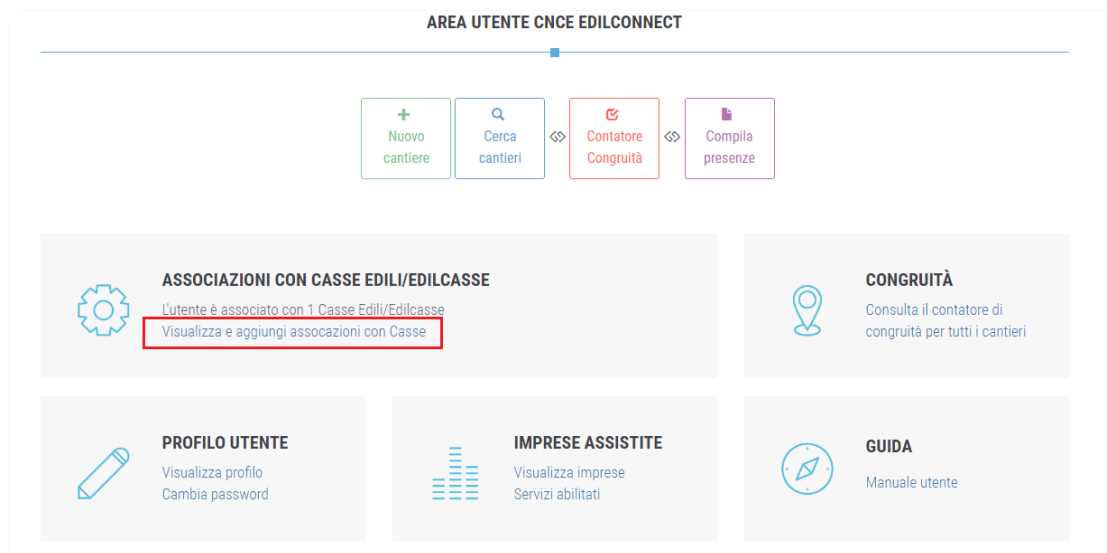 AREA UTENTE CNCE EDILCONNECT
Nuovo cantiere
Cerca cantieri
Contatore Congruità
Compila presenze
ASSOCIAZIONI CON CASSE EDILI/EDILCASSE
L'utente è associato con 1 Casse Edili/Edilcasse
Visualizza e aggiungi assocazioni con Casse
CONGRUITÀ
Consulta il contatore di
congruità per tutti i cantieri
PROFILO UTENTE
Visualizza profilo
Cambia password
IMPRESE ASSISTITE
Visualizza imprese
Servizi abilitati
GUIDA
Manuale utente